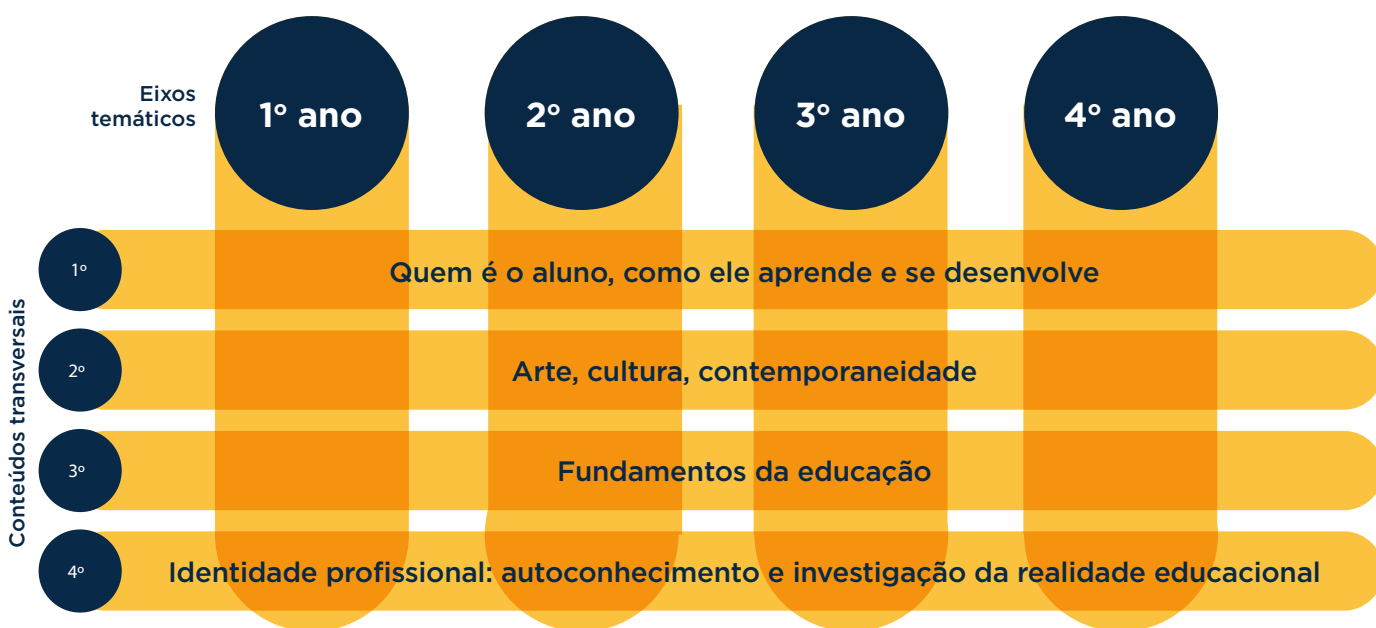 Eixos
temáticos
1º ano
2º ano
3º ano
4º ano
Conteúdos transversais
1º
Quem é o aluno, como ele aprende e se desenvolve
2º
Arte, cultura, contemporaneidade
3º
Fundamentos da educação
4º
Identidade profissional: autoconhecimento e investigação da realidade educacional